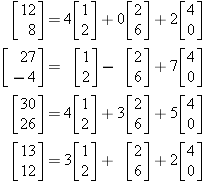 [12 8] = 4[1 2] + 0[2 6] + 2[4 0]
[27 −4] = [1 2] − [2 6] + 7[4 0]
[30 26] = 4[1 2] + 3[2 6] + 5[4 0]
[13 12] = 3[1 2] + [2 6] + 2[4 0]